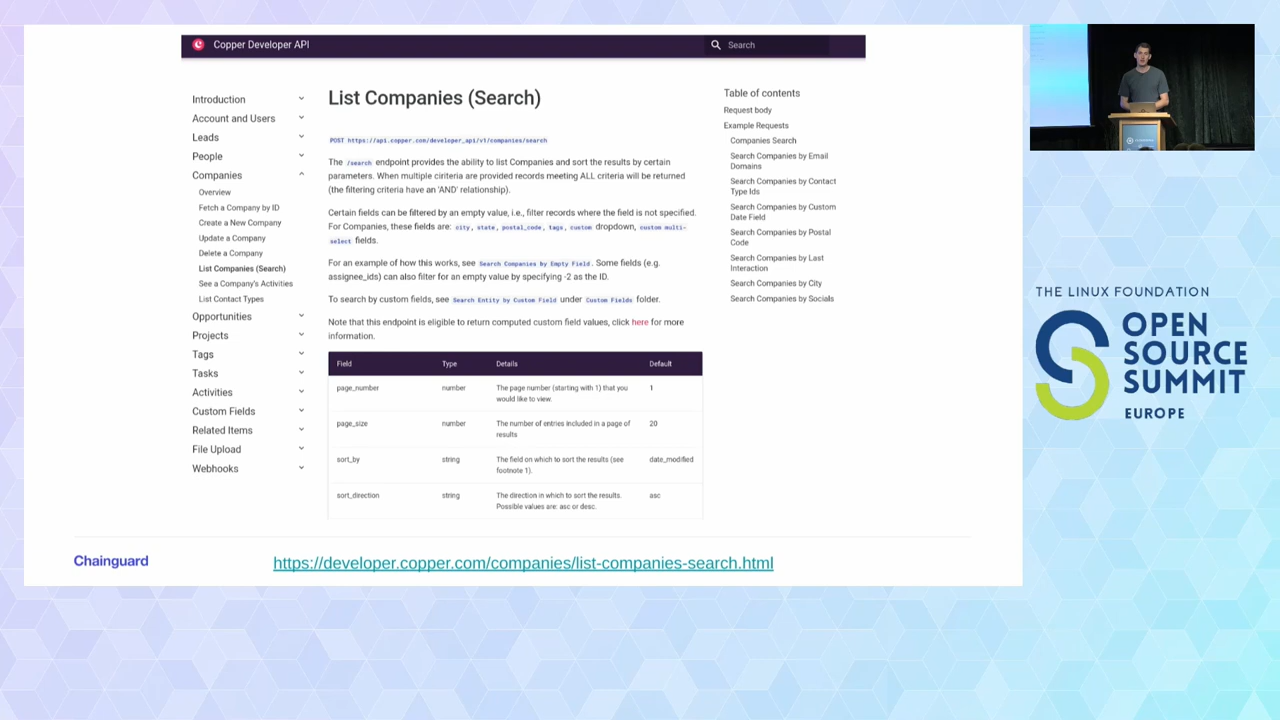 Copper Developer API
Search
Introduction
Account and Users
Leads
People
Companies
Overview
Fetch a Company by ID
Create a New Company
Update a Company
Delete a Company
List Companies (Search)
See a Company's Activities
List Contact Types
Opportunities
Projects
Tags
Tasks
Activities
Custom Fields
Related Items
File Upload
Webhooks
List Companies (Search)
POST https://api.copper.com/developer_api/v1/companies/search
The /search endpoint provides the ability to list Companies and sort the results by certain
parameters. When multiple ciriteria are provided records meeting ALL criteria will be returned
(the filtering criteria have an 'AND' relationship).
Certain fields can be filtered by an empty value, i.e., filter records where the field is not specified.
For Companies, these fields are: city, state, postal_code, tags, custom dropdown, custom multi-
select fields.
For an example of how this works, see Search Companies by Empty Field. Some fields (e.g.
assignee_ids) can also filter for an empty value by specifying -2 as the ID.
To search by custom fields, see Search Entity by Custom Field under Custom Fields folder.
Note that this endpoint is eligible to return computed custom field values, click here for more
information.
Field Type Details Default
page_number number The page number (starting with 1) that you 1
would like to view.
page_size number The number of entries included in a page of 20
results
sort_by string The field on which to sort the results (see date_modified
footnote 1).
sort_direction string The direction in which to sort the results. asc
Possible values are: asc or desc.
Table of contents
Request body
Example Requests
Companies Search
Search Companies by Email
Domains
Search Companies by Contact
Type Ids
Search Companies by Custom
Date Field
Search Companies by Postal
Code
Search Companies by Last
Interaction
Search Companies by City
Search Companies by Socials
Chainguard
https://developer.copper.com/companies/list-companies-search.html
THE LINUX FOUNDATION
OPEN
SOURCE
SUMMIT
EUROPE